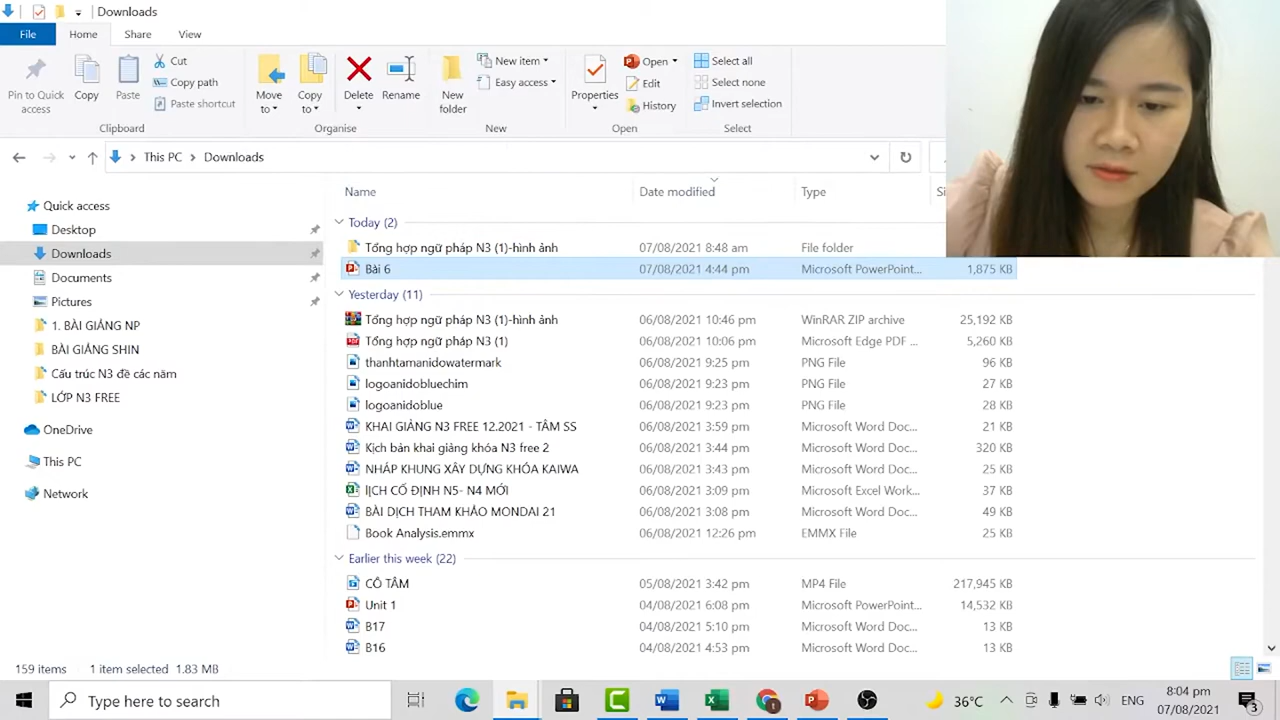 Downloads
File Home Share View
Pin to Quick access
Copy
Paste
Cut
Copy path
Paste shortcut
Move to
Copy to
Delete
Rename
New folder
New item
Easy access
Properties
Open
Edit
History
Select all
Select none
Invert selection
Clipboard Organise New Open Select
This PC > Downloads
Quick access
Desktop
Downloads
Documents
Pictures
1. BÀI GIẢNG NP
BÀI GIẢNG SHIN
Cấu trúc N3 đề các năm
LỚP N3 FREE
OneDrive
This PC
Network
Name Date modified Type
Today (2)
Tổng hợp ngữ pháp N3 (1)-hình ảnh 07/08/2021 8:48 am File folder
Bài 6 07/08/2021 4:44 pm Microsoft PowerPoint... 1,875 KB
Yesterday (11)
Tổng hợp ngữ pháp N3 (1)-hình ảnh 06/08/2021 10:46 pm WinRAR ZIP archive 25,192 KB
Tổng hợp ngữ pháp N3 (1) 06/08/2021 10:06 pm Microsoft Edge PDF ... 5,260 KB
thanhtamanidowatermark 06/08/2021 9:25 pm PNG File 96 KB
logoanidobluechim 06/08/2021 9:23 pm PNG File 27 KB
logoanidoblue 06/08/2021 9:23 pm PNG File 28 KB
KHAI GIẢNG N3 FREE 12.2021 - TÂM SS 06/08/2021 3:59 pm Microsoft Word Doc... 21 KB
Kịch bản khai giảng khóa N3 free 2 06/08/2021 3:44 pm Microsoft Word Doc... 320 KB
NHÁP KHUNG XÂY DỰNG KHÓA KAIWA 06/08/2021 3:43 pm Microsoft Word Doc... 25 KB
lỊCH CỐ ĐỊNH N5- N4 MỚI 06/08/2021 3:09 pm Microsoft Excel Work... 37 KB
BÀI DỊCH THAM KHẢO MONDAI 21 06/08/2021 3:08 pm Microsoft Word Doc... 49 KB
Book Analysis.emmx 06/08/2021 12:26 pm EMMX File 25 KB
Earlier this week (22)
CÔ TÂM 05/08/2021 3:42 pm MP4 File 217,945 KB
Unit 1 04/08/2021 6:08 pm Microsoft PowerPoint... 14,532 KB
B17 04/08/2021 5:10 pm Microsoft Word Doc... 13 KB
B16 04/08/2021 4:53 pm Microsoft Word Doc... 13 KB
159 items 1 item selected 1.83 MB
Type here to search
36°C
ENG
8:04 pm
07/08/2021
3